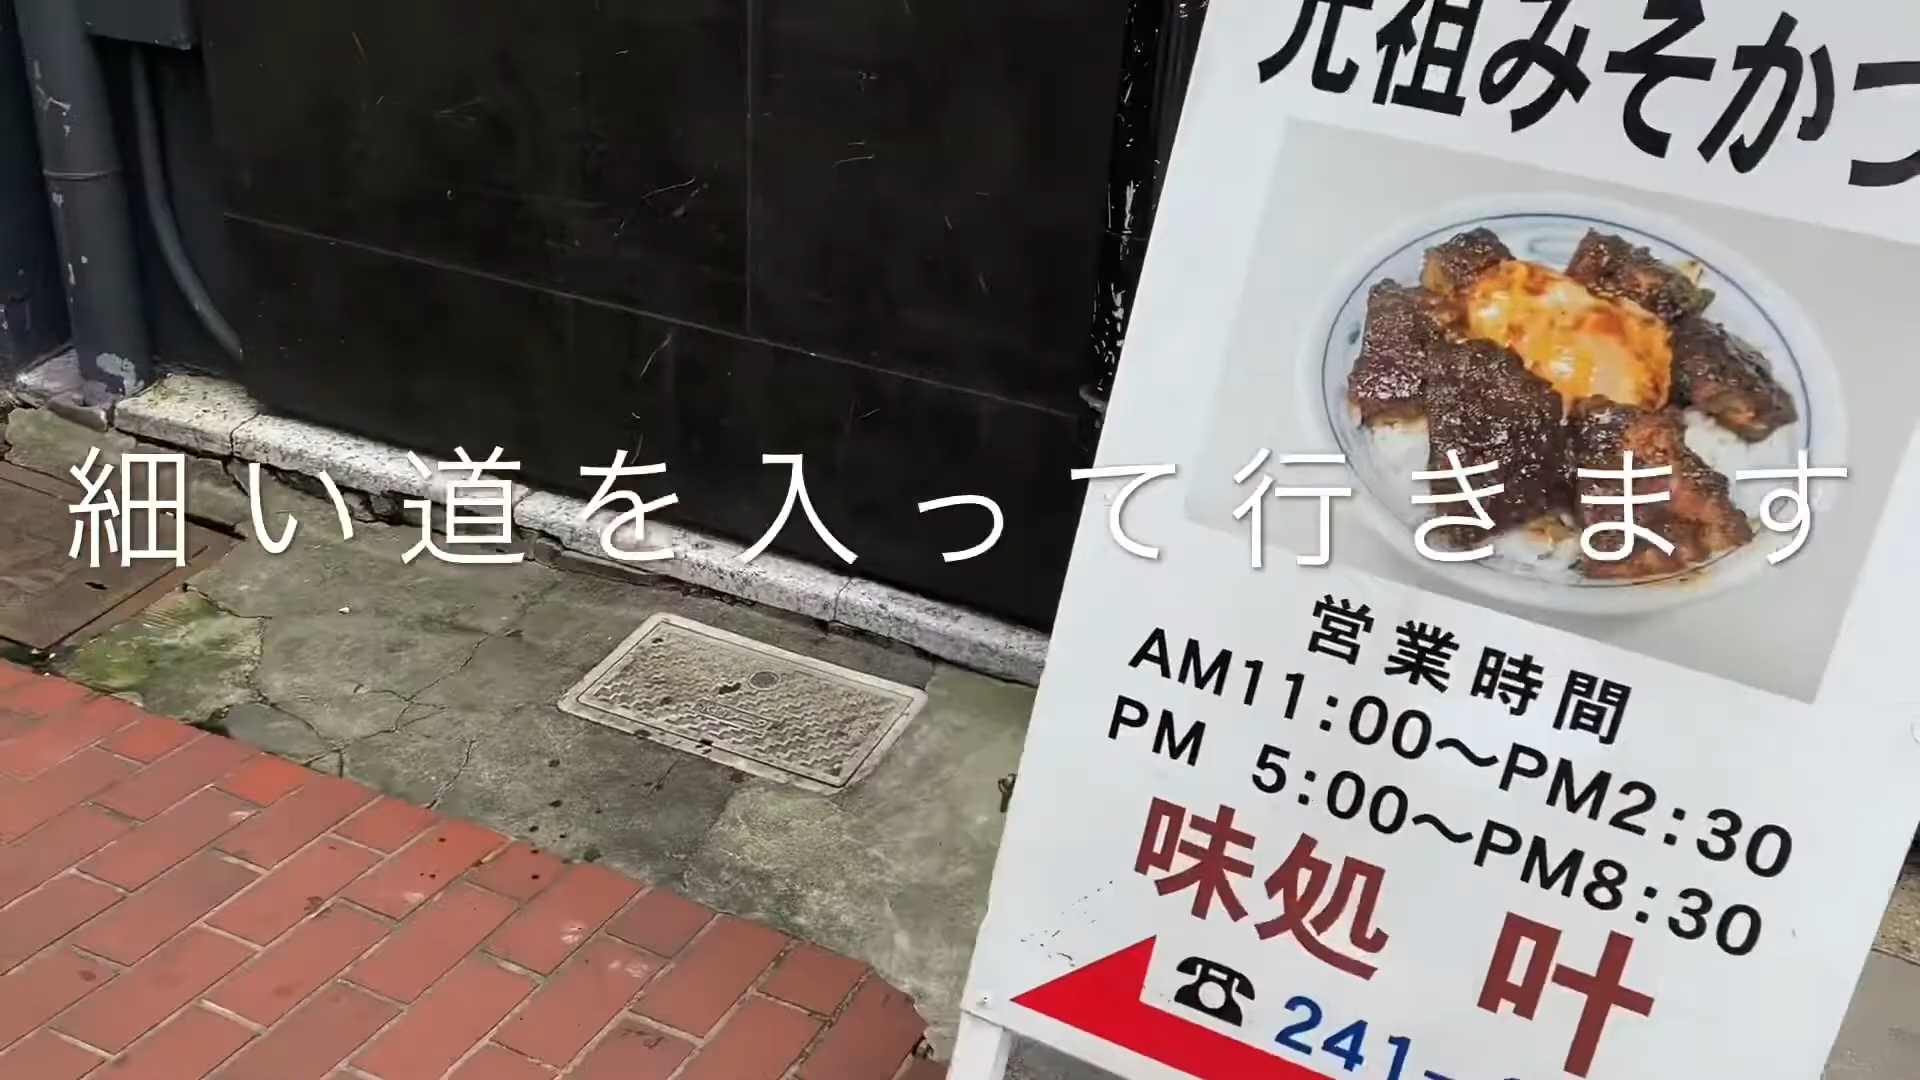 元祖みそかつ
細い道を入って行きます
営業時間
AM11:00～PM2:30
PM 5:00～PM8:30
味処 叶
☎ 241-